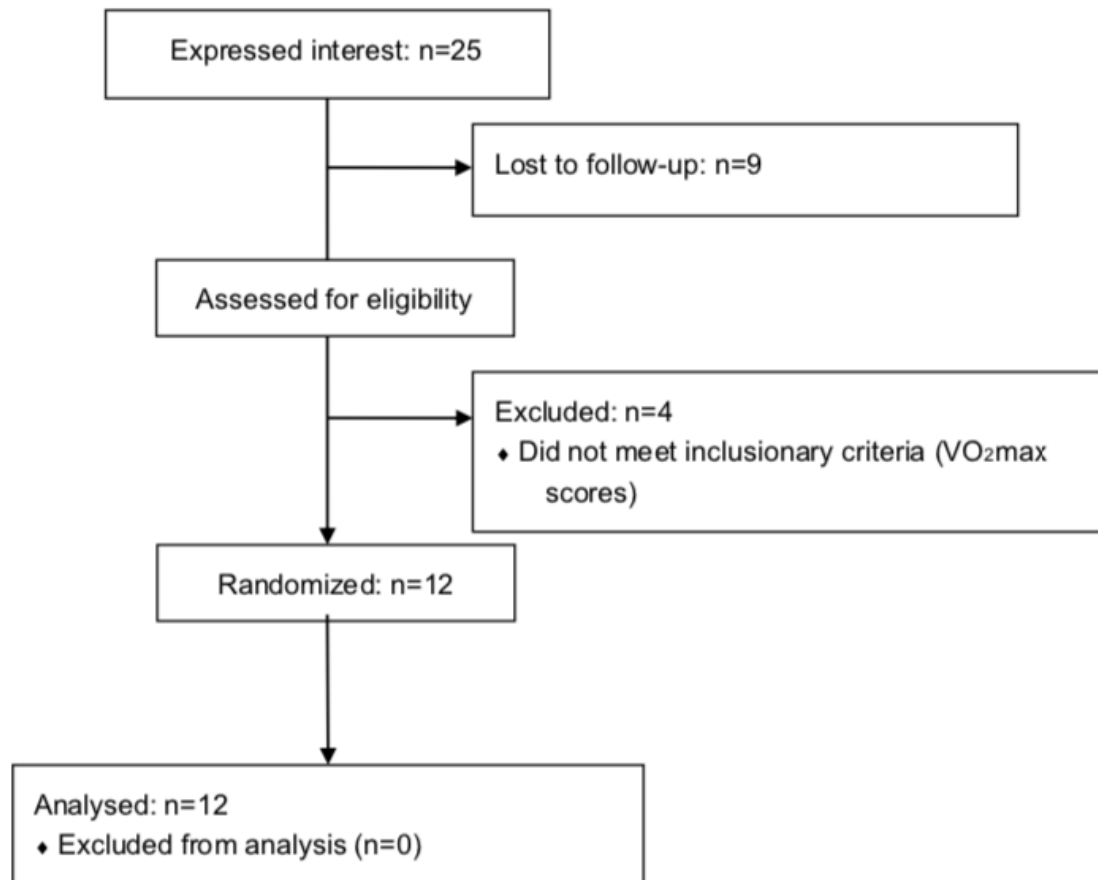 Expressed interest: n=25
Lost to follow-up: n=9
Assessed for eligibility
Excluded: n=4
♦ Did not meet inclusionary criteria (VO₂max
scores)
Randomized: n=12
Analysed: n=12
♦ Excluded from analysis (n=0)